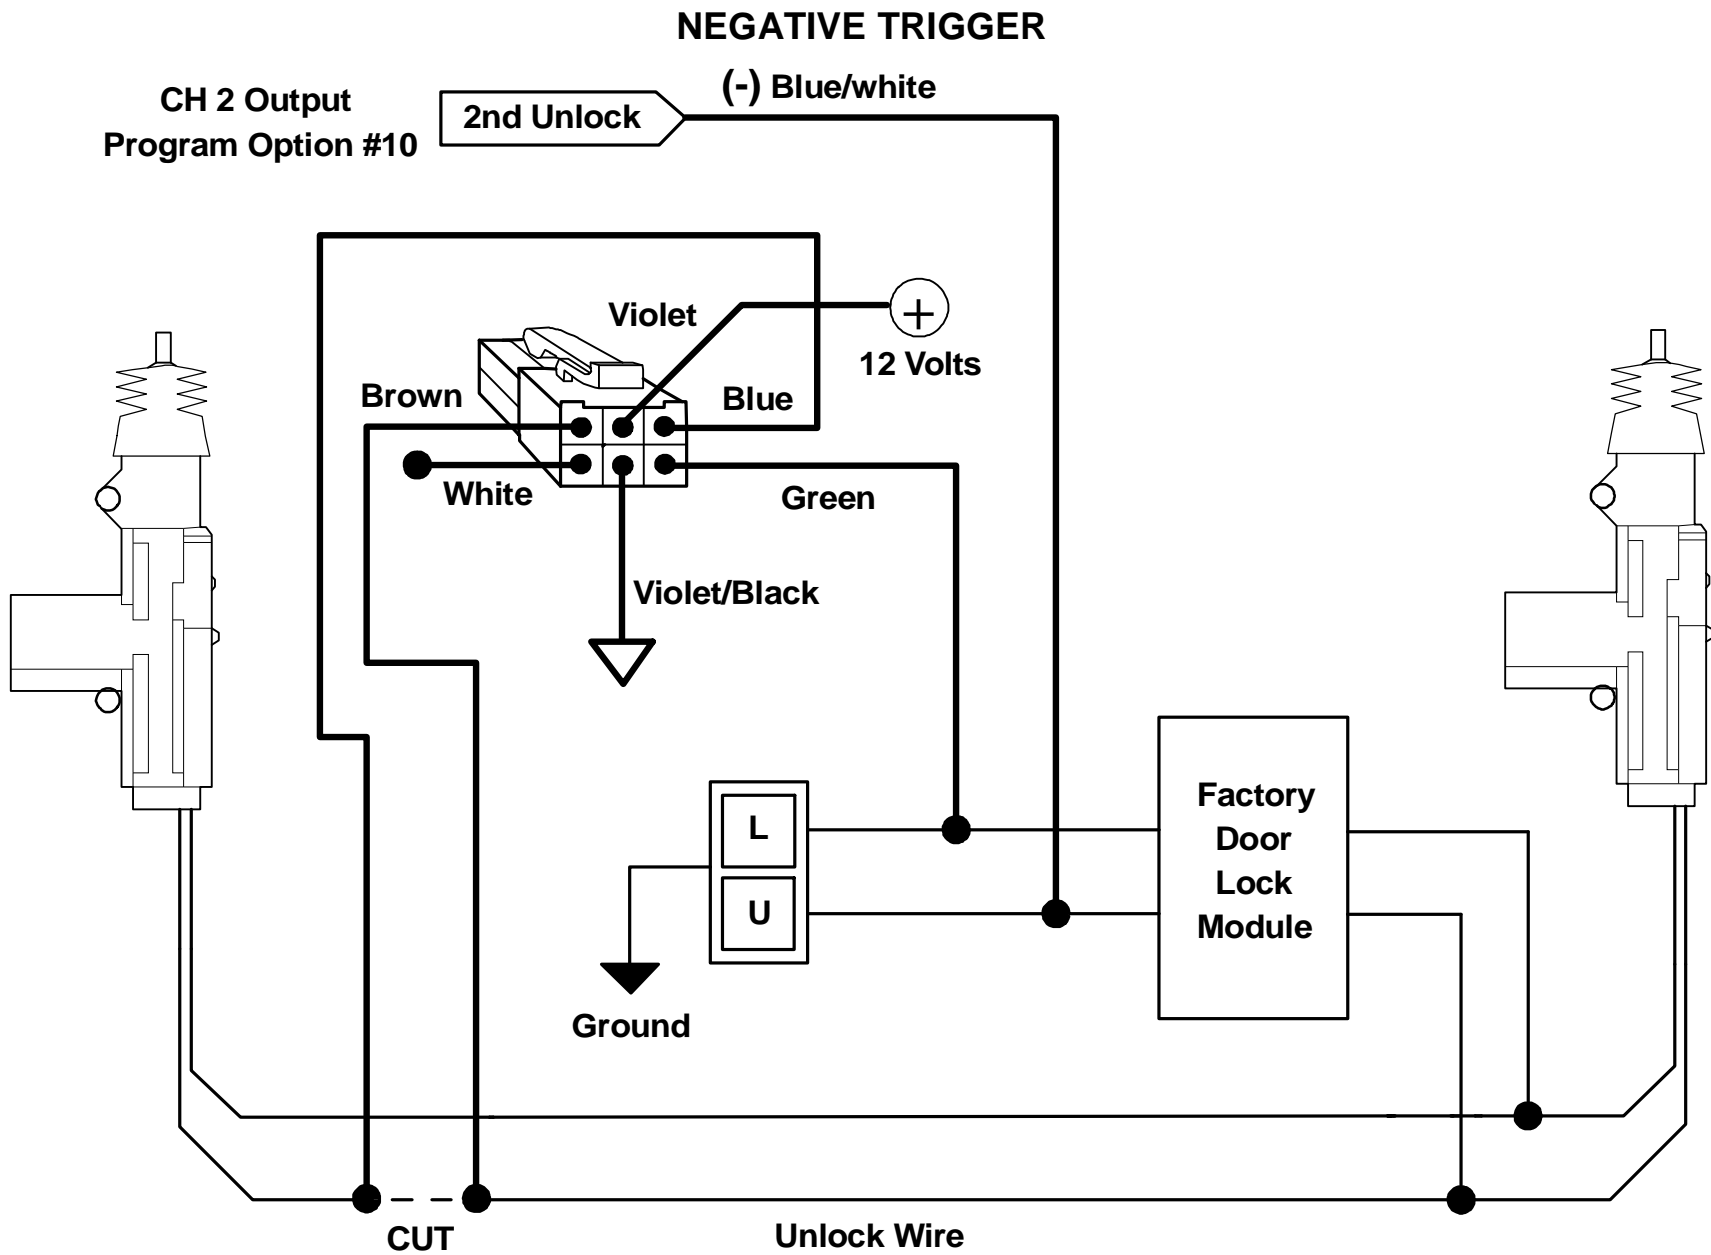 NEGATIVE TRIGGER
(-) Blue/white
CH 2 Output
Program Option #10
2nd Unlock
Violet
+
12 Volts
Brown
Blue
White
Green
Violet/Black
L
U
Ground
Factory
Door
Lock
Module
CUT
Unlock Wire